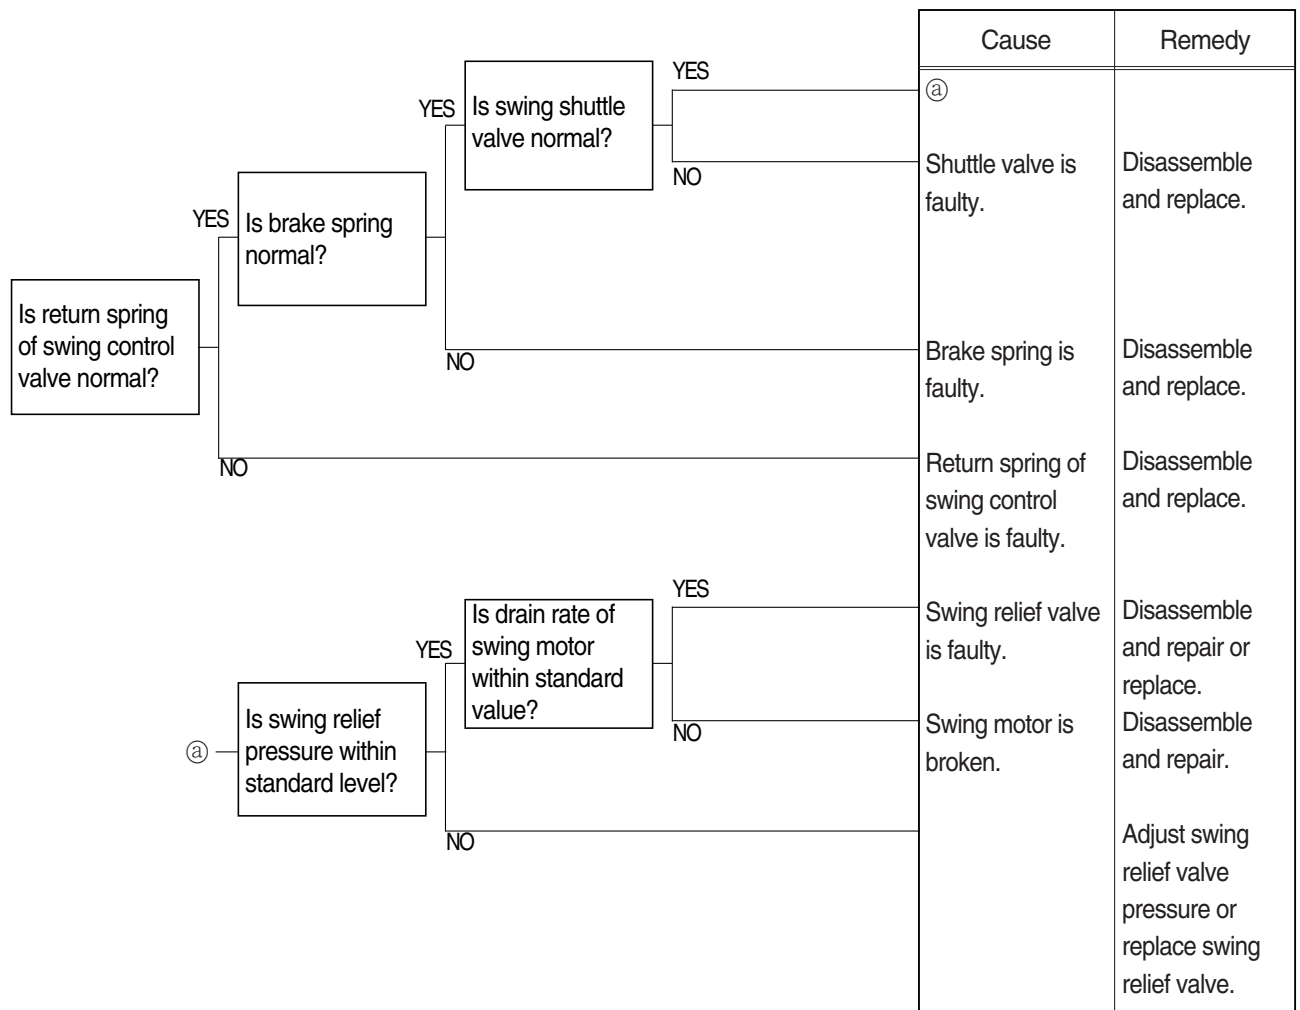 Cause
Remedy
YES
ⓐ
YES
Is swing shuttle
valve normal?
NO
Shuttle valve is
faulty.
Disassemble
and replace.
YES
Is brake spring
normal?
Is return spring
of swing control
valve normal?
NO
Brake spring is
faulty.
Disassemble
and replace.
NO
Return spring of
swing control
valve is faulty.
Disassemble
and replace.
YES
Is drain rate of
swing motor
within standard
value?
YES
Swing relief valve
is faulty.
Disassemble
and repair or
replace.
ⓐ
Is swing relief
pressure within
standard level?
NO
Swing motor is
broken.
Disassemble
and repair.
NO
Adjust swing
relief valve
pressure or
replace swing
relief valve.